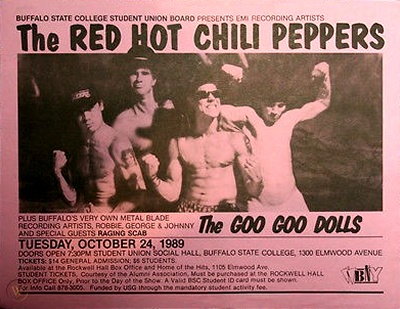 BUFFALO STATE COLLEGE STUDENT UNION BOARD PRESENTS EMI RECORDING ARTISTS
The RED HOT CHILI PEPPERS
PLUS BUFFALO'S VERY OWN METAL BLADE
RECORDING ARTISTS, ROBBIE, GEORGE & JOHNNY
AND SPECIAL GUESTS RAGING SCAB
The GOO GOO DOLLS
TUESDAY, OCTOBER 24, 1989
DOORS OPEN 7:30PM STUDENT UNION SOCIAL HALL, BUFFALO STATE COLLEGE, 1300 ELMWOOD AVENUE
TICKETS: $14 GENERAL ADMISSION; $6 STUDENTS.
Available at the Rockwell Hall Box Office and Home of the Hits, 1105 Elmwood Ave.
STUDENT TICKETS, Courtesy of the Alumni Association, Must be purchased at the ROCKWELL HALL
BOX OFFICE Only, Prior to the Day of the Show. A Valid BSC Student ID card must be shown.
For Info Call 878-3005. Funded by USG through the mandatory student activity fee.
WBNY